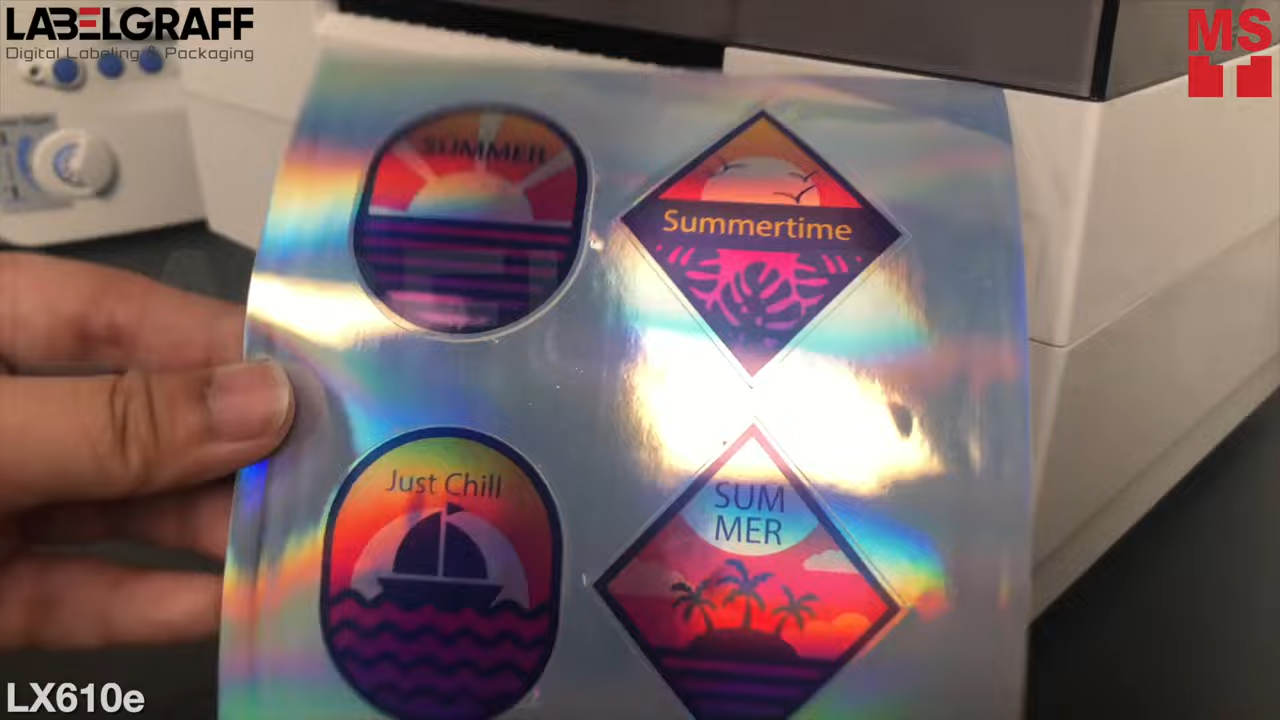 LABELGRAFF
Digital Labeling & Packaging
MS
T
SUMMER
Summertime
Just Chill
SUM
MER
LX610e